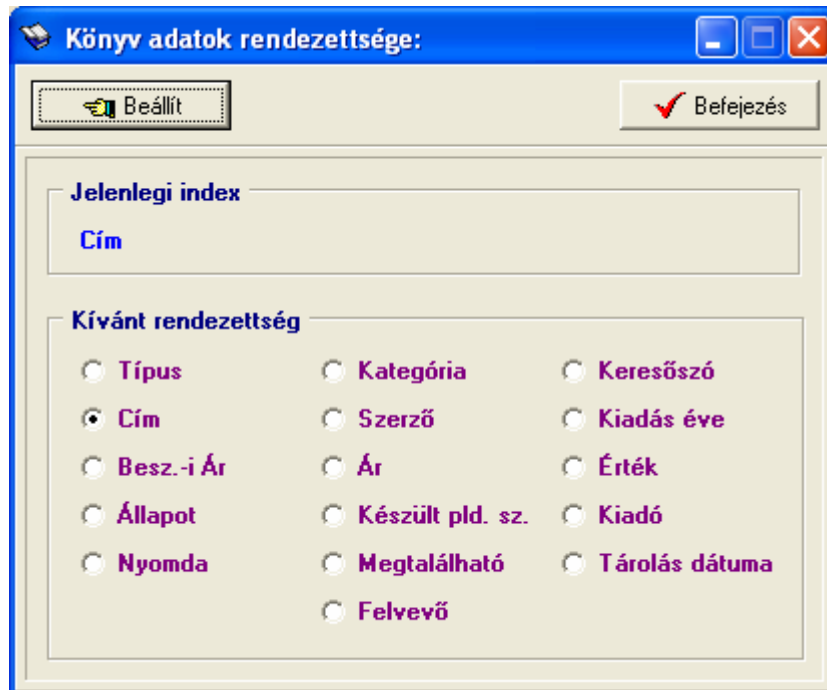 Könyv adatok rendezettsége:
Beállít Befejezés
Jelenlegi index
Cím
Kívánt rendezettség
Típus Kategória Keresőszó
Cím Szerző Kiadás éve
Besz.-i Ár Ár Érték
Állapot Készült pld. sz. Kiadó
Nyomda Megtalálható Tárolás dátuma
Felvevő